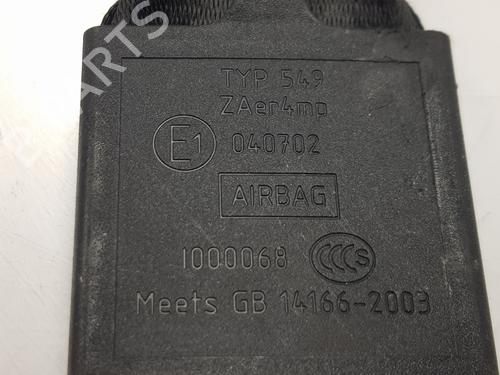 TYP 549
ZAer4mp
E1 040702
AIRBAG
1000068 CCC S
Meets GB 14166-2003